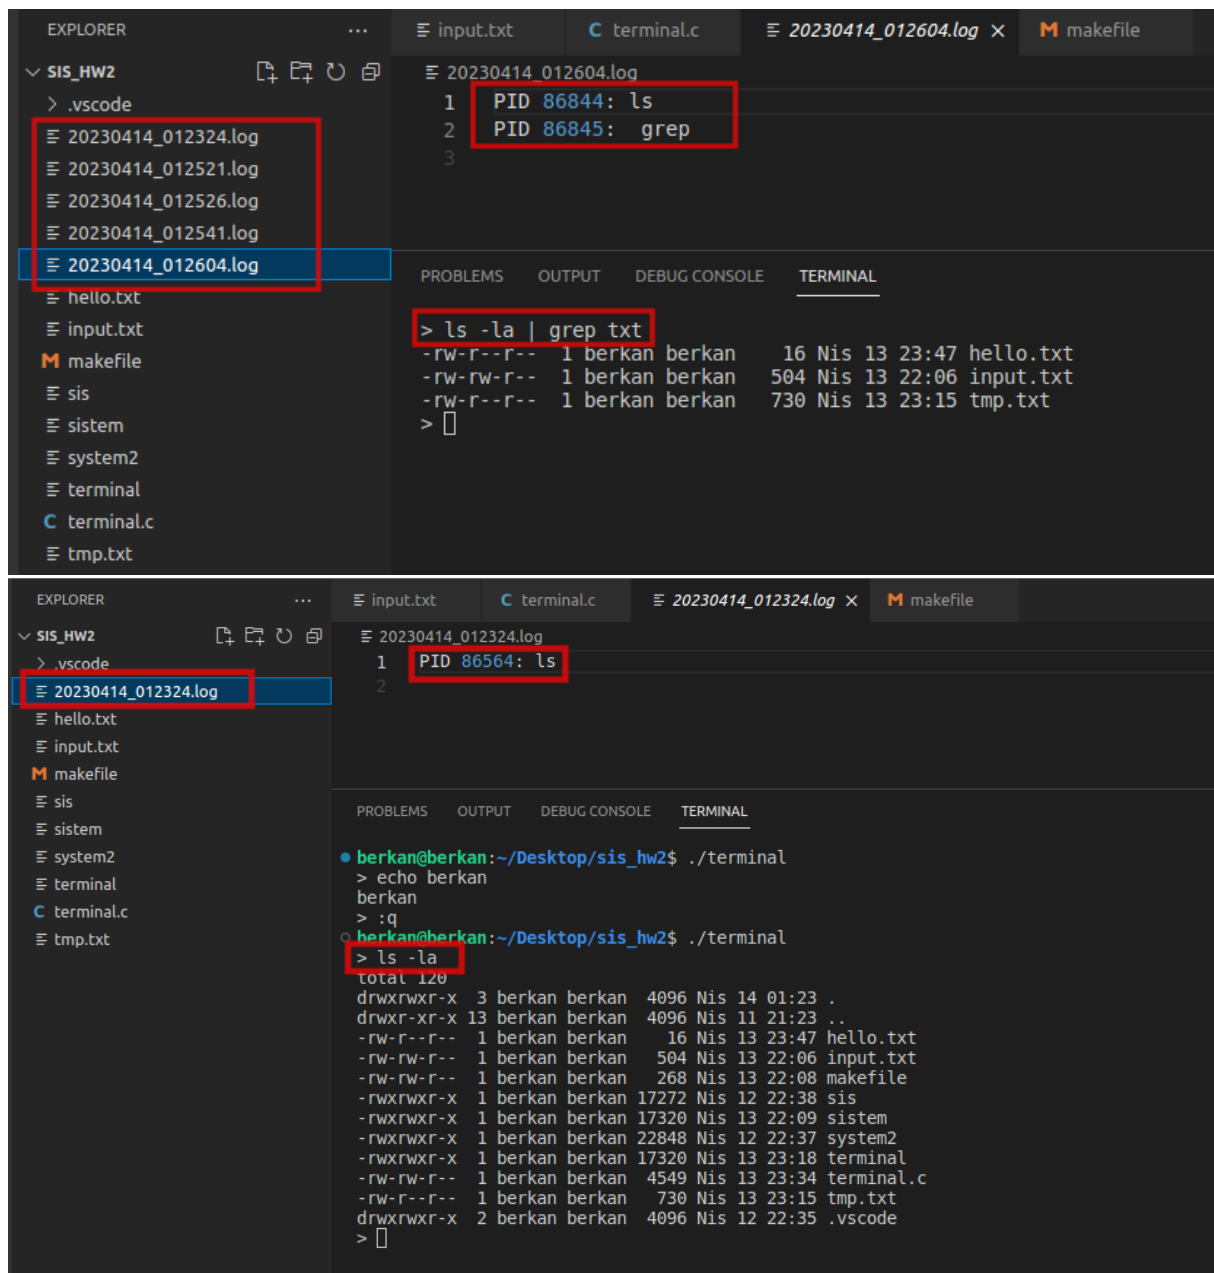 EXPLORER ...
SIS_HW2
> .vscode
20230414_012324.log
20230414_012521.log
20230414_012526.log
20230414_012541.log
20230414_012604.log
hello.txt
input.txt
M makefile
sis
sistem
system2
terminal
C terminal.c
tmp.txt
input.txt C terminal.c 20230414_012604.log × M makefile
20230414_012604.log
1 PID 86844: ls
2 PID 86845:  grep
3
PROBLEMS OUTPUT DEBUG CONSOLE TERMINAL
> ls -la | grep txt
-rw-r--r--  1 berkan berkan    16 Nis 13 23:47 hello.txt
-rw-rw-r--  1 berkan berkan   504 Nis 13 22:06 input.txt
-rw-r--r--  1 berkan berkan   730 Nis 13 23:15 tmp.txt
>
EXPLORER ...
SIS_HW2
> .vscode
20230414_012324.log
hello.txt
input.txt
M makefile
sis
sistem
system2
terminal
C terminal.c
tmp.txt
input.txt C terminal.c 20230414_012324.log × M makefile
20230414_012324.log
1 PID 86564: ls
2
PROBLEMS OUTPUT DEBUG CONSOLE TERMINAL
berkan@berkan:~/Desktop/sis_hw2$ ./terminal
> echo berkan
berkan
> :q
berkan@berkan:~/Desktop/sis_hw2$ ./terminal
> ls -la
total 120
drwxrwxr-x  3 berkan berkan  4096 Nis 14 01:23 .
drwxr-xr-x 13 berkan berkan  4096 Nis 11 21:23 ..
-rw-r--r--  1 berkan berkan    16 Nis 13 23:47 hello.txt
-rw-rw-r--  1 berkan berkan   504 Nis 13 22:06 input.txt
-rw-rw-r--  1 berkan berkan   268 Nis 13 22:08 makefile
-rwxrwxr-x  1 berkan berkan 17272 Nis 12 22:38 sis
-rwxrwxr-x  1 berkan berkan 17320 Nis 13 22:09 sistem
-rwxrwxr-x  1 berkan berkan 22848 Nis 12 22:37 system2
-rwxrwxr-x  1 berkan berkan 17320 Nis 13 23:18 terminal
-rw-rw-r--  1 berkan berkan  4549 Nis 13 23:34 terminal.c
-rw-r--r--  1 berkan berkan   730 Nis 13 23:15 tmp.txt
drwxrwxr-x  2 berkan berkan  4096 Nis 12 22:35 .vscode
>